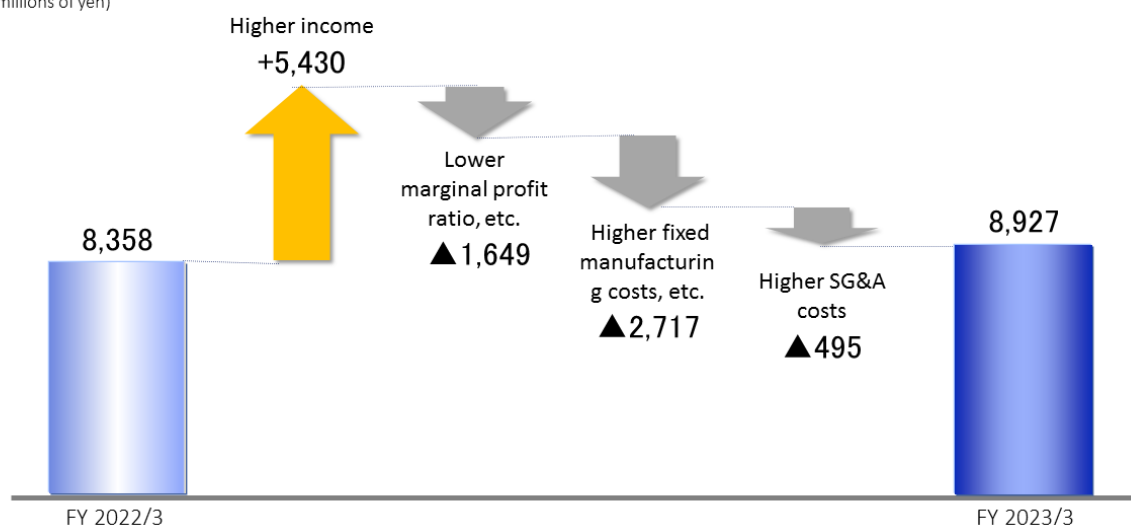 millions of yen)
Higher income
+5,430
Lower
marginal profit
ratio, etc.
▲1,649
Higher fixed
manufacturin
g costs, etc.
▲2,717
Higher SG&A
costs
▲495
8,358
8,927
FY 2022/3
FY 2023/3